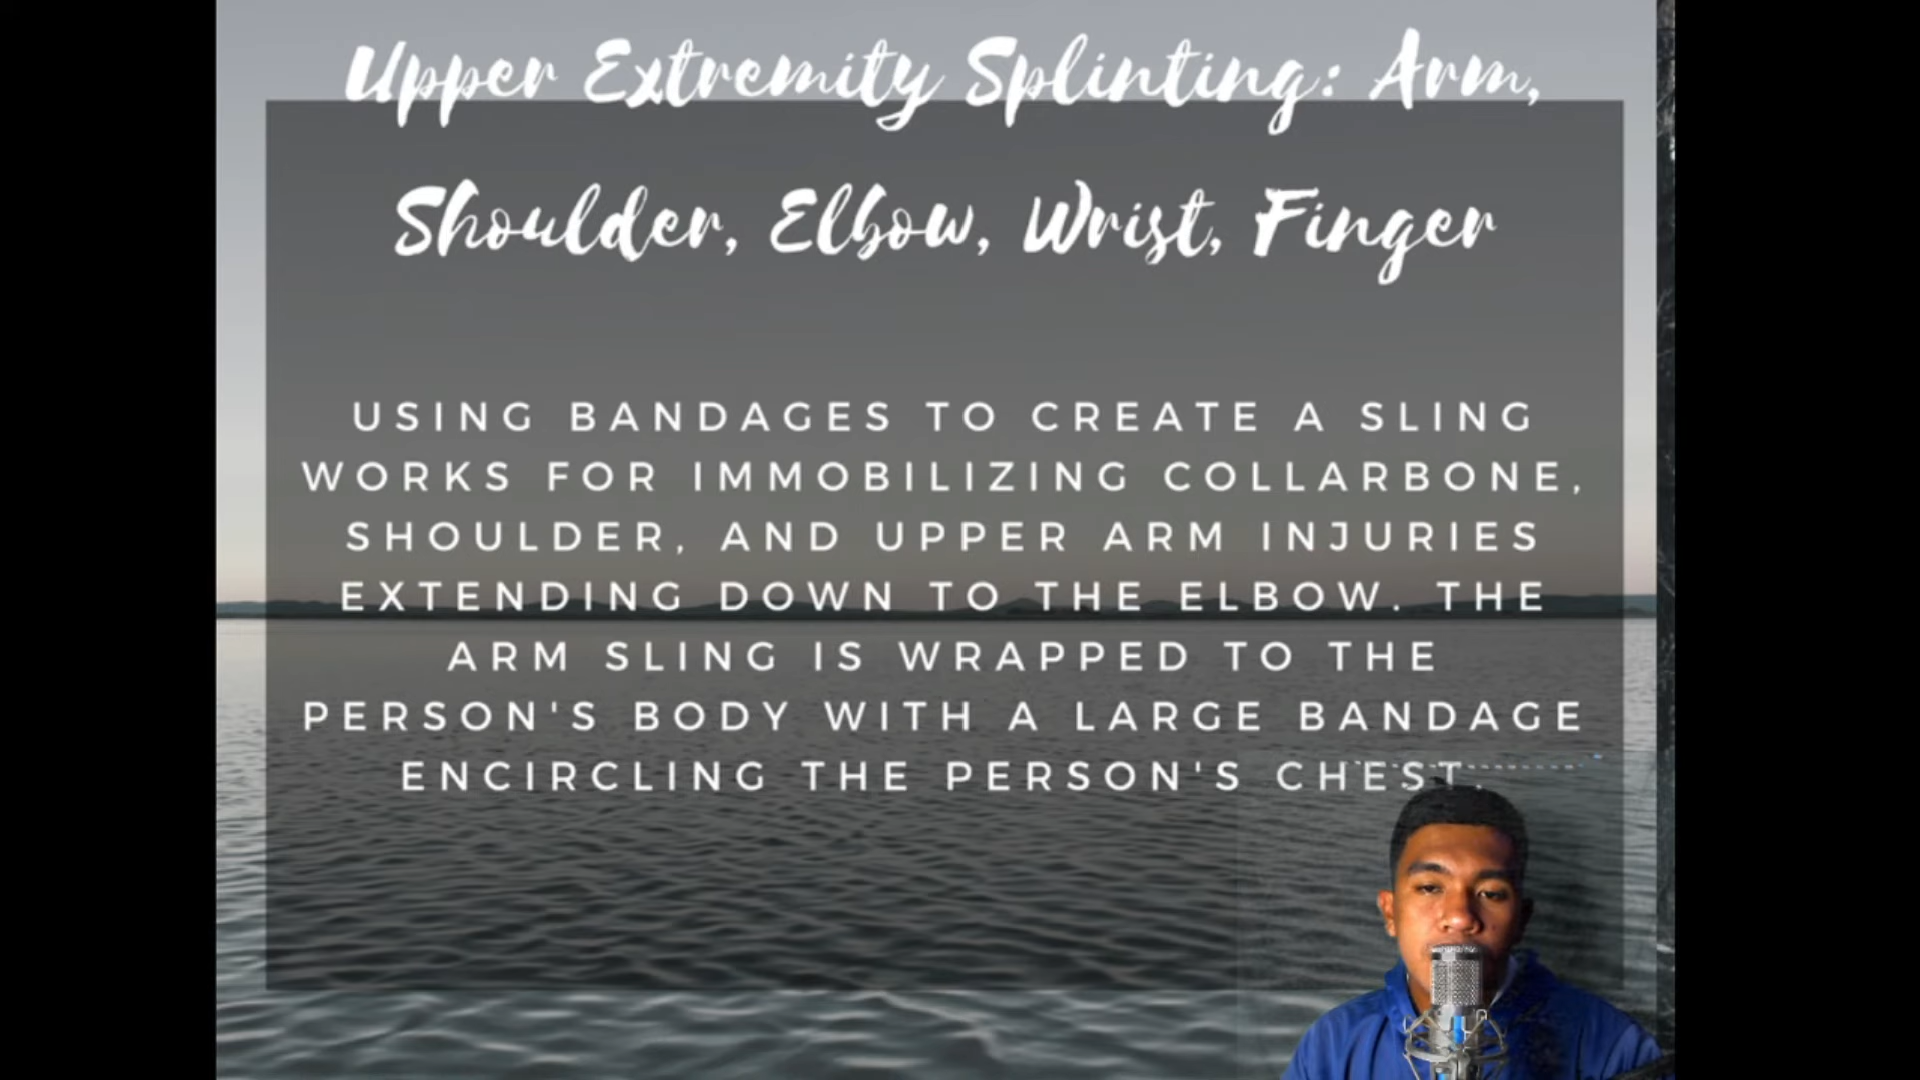 Upper Extremity Splinting: Arm,
Shoulder, Elbow, Wrist, Finger
USING BANDAGES TO CREATE A SLING
WORKS FOR IMMOBILIZING COLLARBONE,
SHOULDER, AND UPPER ARM INJURIES
EXTENDING DOWN TO THE ELBOW. THE
ARM SLING IS WRAPPED TO THE
PERSON'S BODY WITH A LARGE BANDAGE
ENCIRCLING THE PERSON'S CHEST.